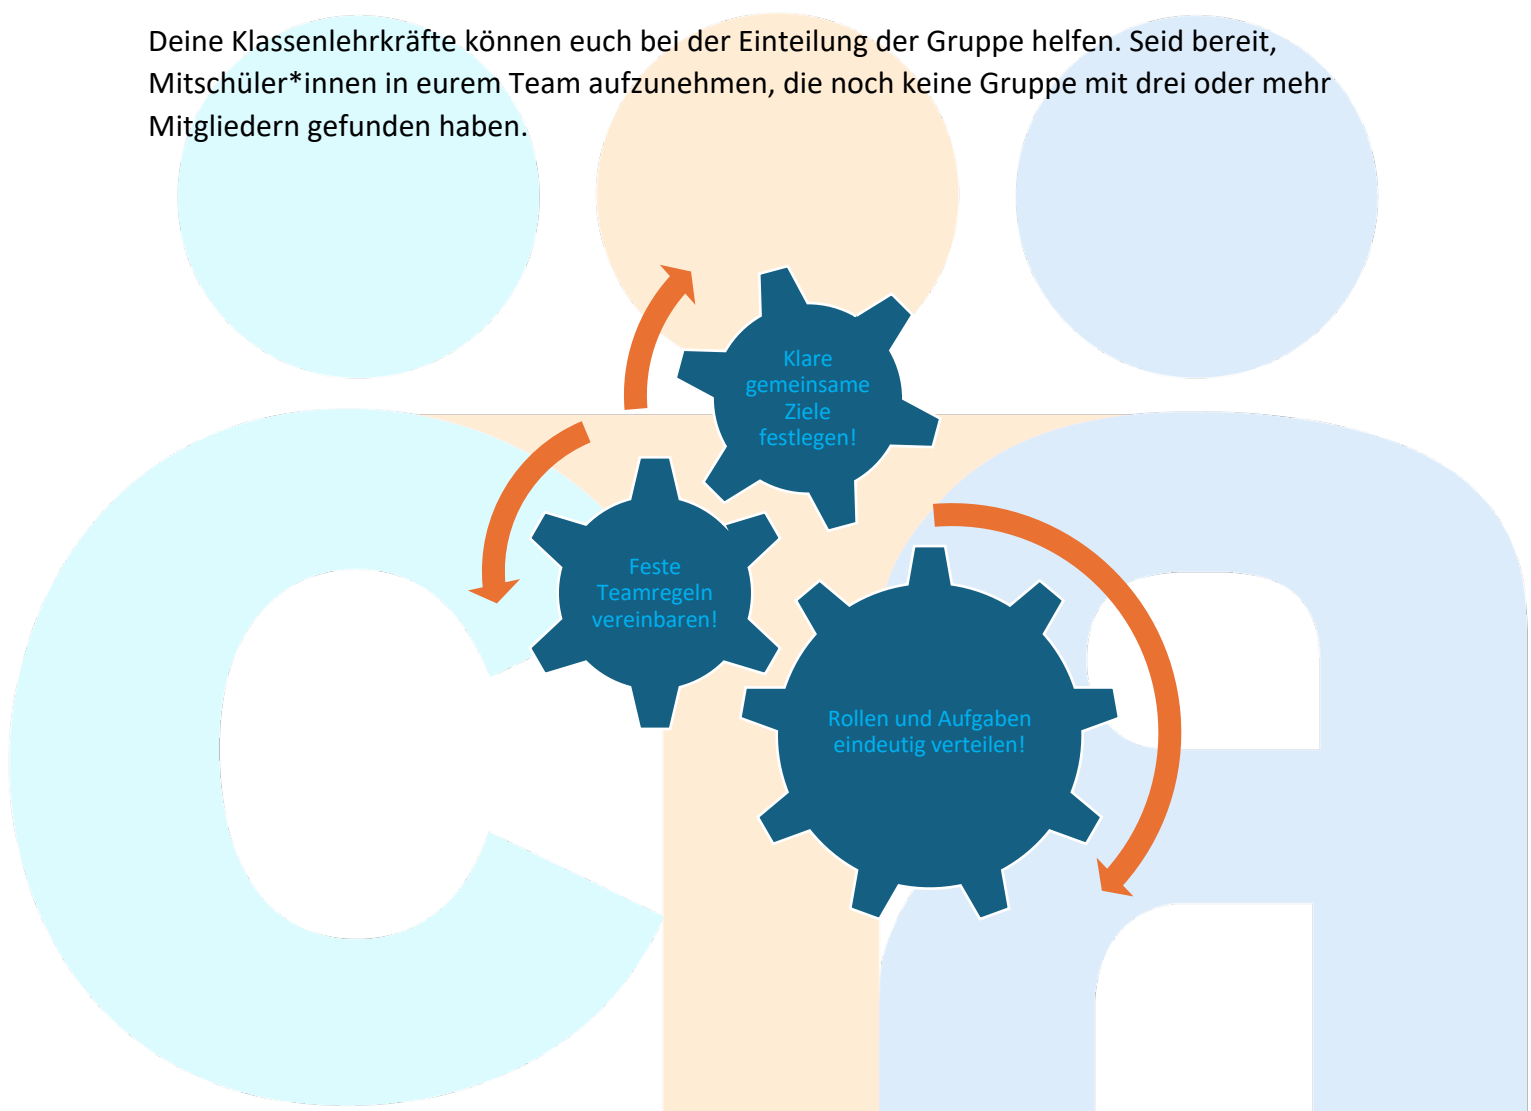 Deine Klassenlehrkräfte können euch bei der Einteilung der Gruppe helfen. Seid bereit,
Mitschüler*innen in eurem Team aufzunehmen, die noch keine Gruppe mit drei oder mehr
Mitgliedern gefunden haben.
Klare
gemeinsame
Ziele
festlegen!
Feste
Teamregeln
vereinbaren!
Rollen und Aufgaben
eindeutig verteilen!